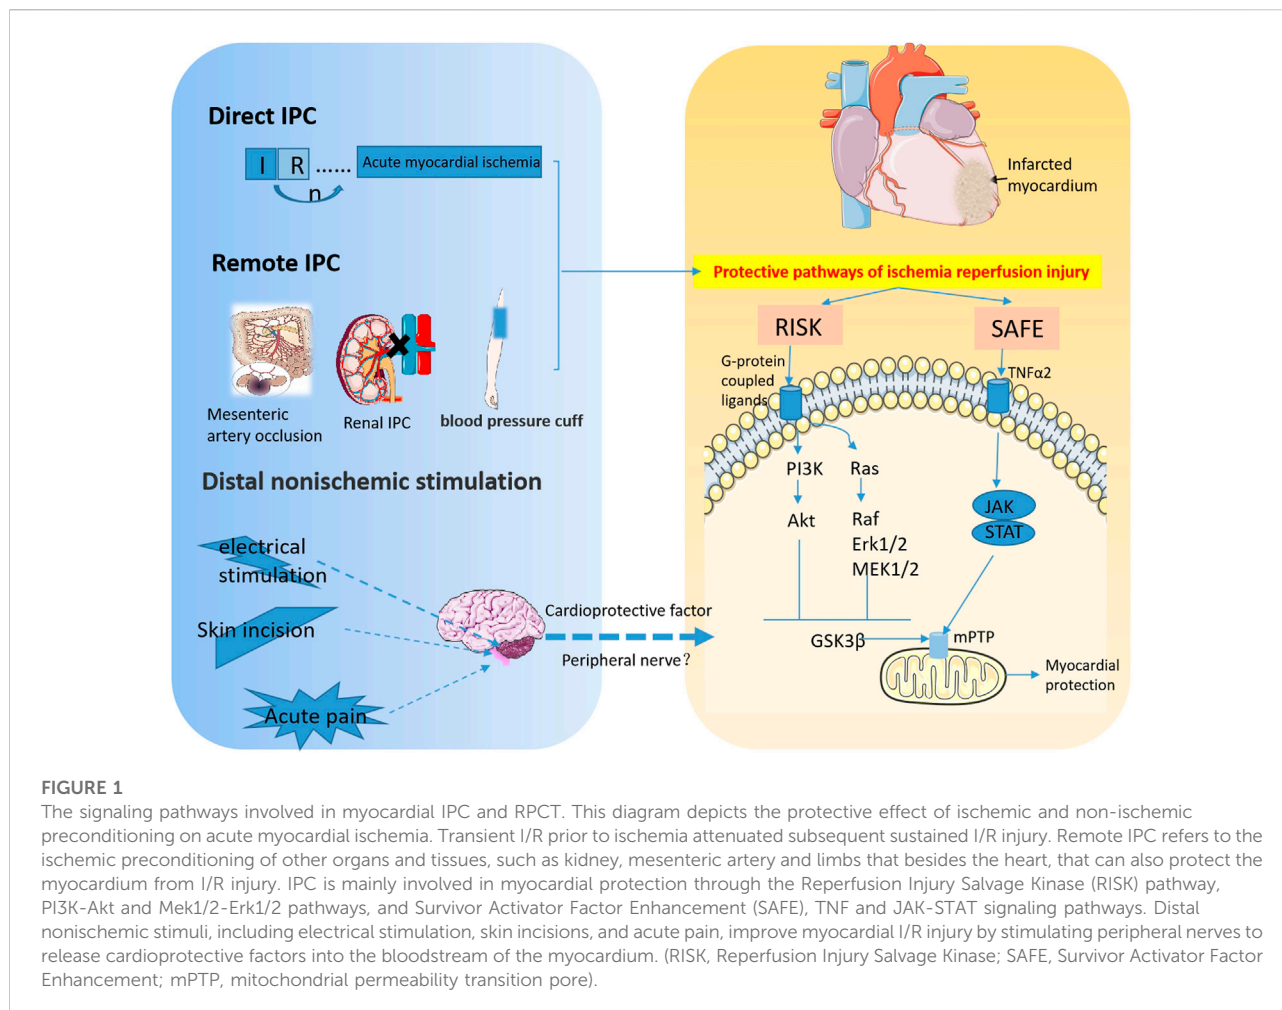 Direct IPC
I R ...... Acute myocardial ischemia
n
Remote IPC
Mesenteric
artery occlusion
Renal IPC
blood pressure cuff
Distal nonischemic stimulation
electrical
stimulation
Skin incision
Acute pain
Cardioprotective factor
Peripheral nerve?
Infarcted
myocardium
Protective pathways of ischemia reperfusion injury
RISK
SAFE
G-protein
coupled
ligands
TNFα2
PI3K
Ras
Akt
Raf
Erk1/2
MEK1/2
JAK
STAT
GSK3β
mPTP
Myocardial
protection
FIGURE 1
The signaling pathways involved in myocardial IPC and RPCT. This diagram depicts the protective effect of ischemic and non-ischemic
preconditioning on acute myocardial ischemia. Transient I/R prior to ischemia attenuated subsequent sustained I/R injury. Remote IPC refers to the
ischemic preconditioning of other organs and tissues, such as kidney, mesenteric artery and limbs that besides the heart, that can also protect the
myocardium from I/R injury. IPC is mainly involved in myocardial protection through the Reperfusion Injury Salvage Kinase (RISK) pathway,
PI3K-Akt and Mek1/2-Erk1/2 pathways, and Survivor Activator Factor Enhancement (SAFE), TNF and JAK-STAT signaling pathways. Distal
nonischemic stimuli, including electrical stimulation, skin incisions, and acute pain, improve myocardial I/R injury by stimulating peripheral nerves to
release cardioprotective factors into the bloodstream of the myocardium. (RISK, Reperfusion Injury Salvage Kinase; SAFE, Survivor Activator Factor
Enhancement; mPTP, mitochondrial permeability transition pore).